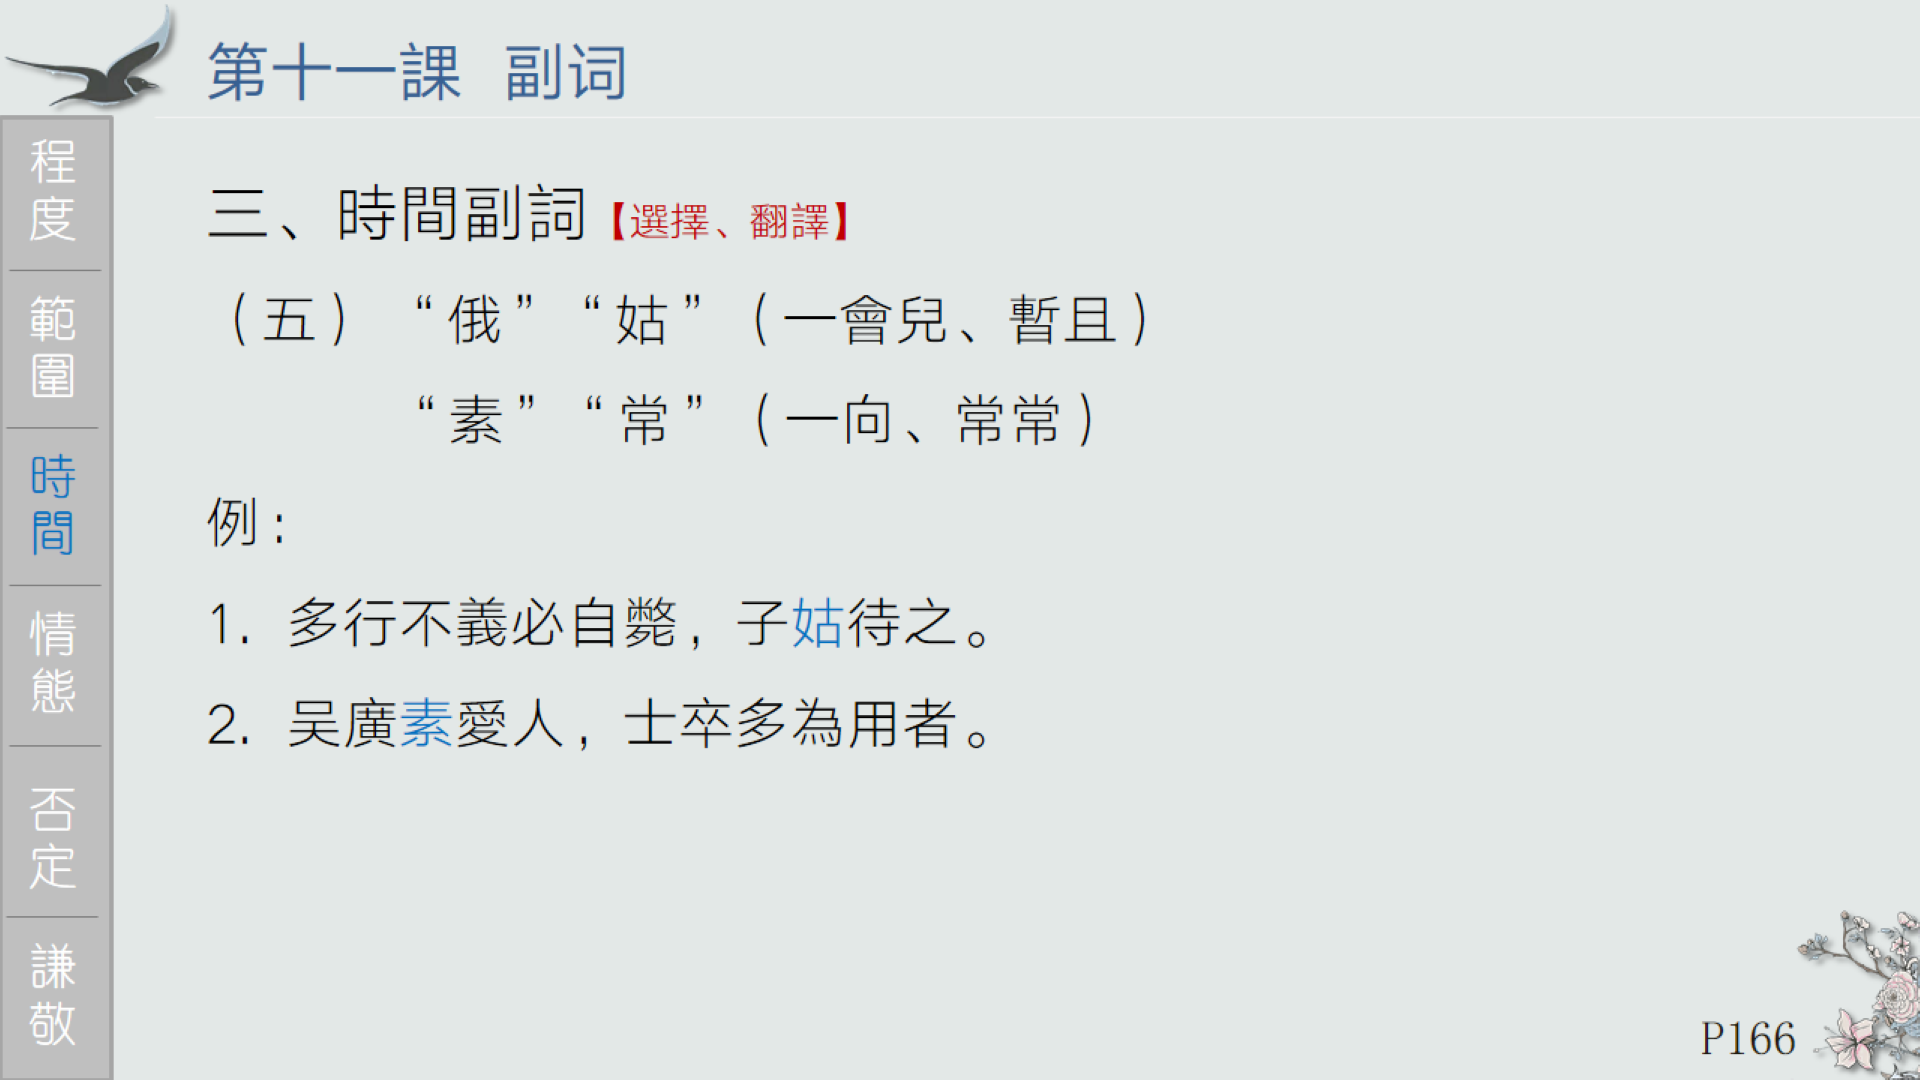 第十一課 副词
程度
範圍
時間
情態
否定
謙敬
三、時間副詞【選擇、翻譯】
（五）“俄”“姑”（一會兒、暫且）
“素”“常”（一向、常常）
例：
1. 多行不義必自斃，子姑待之。
2. 吴廣素愛人，士卒多為用者。
P166